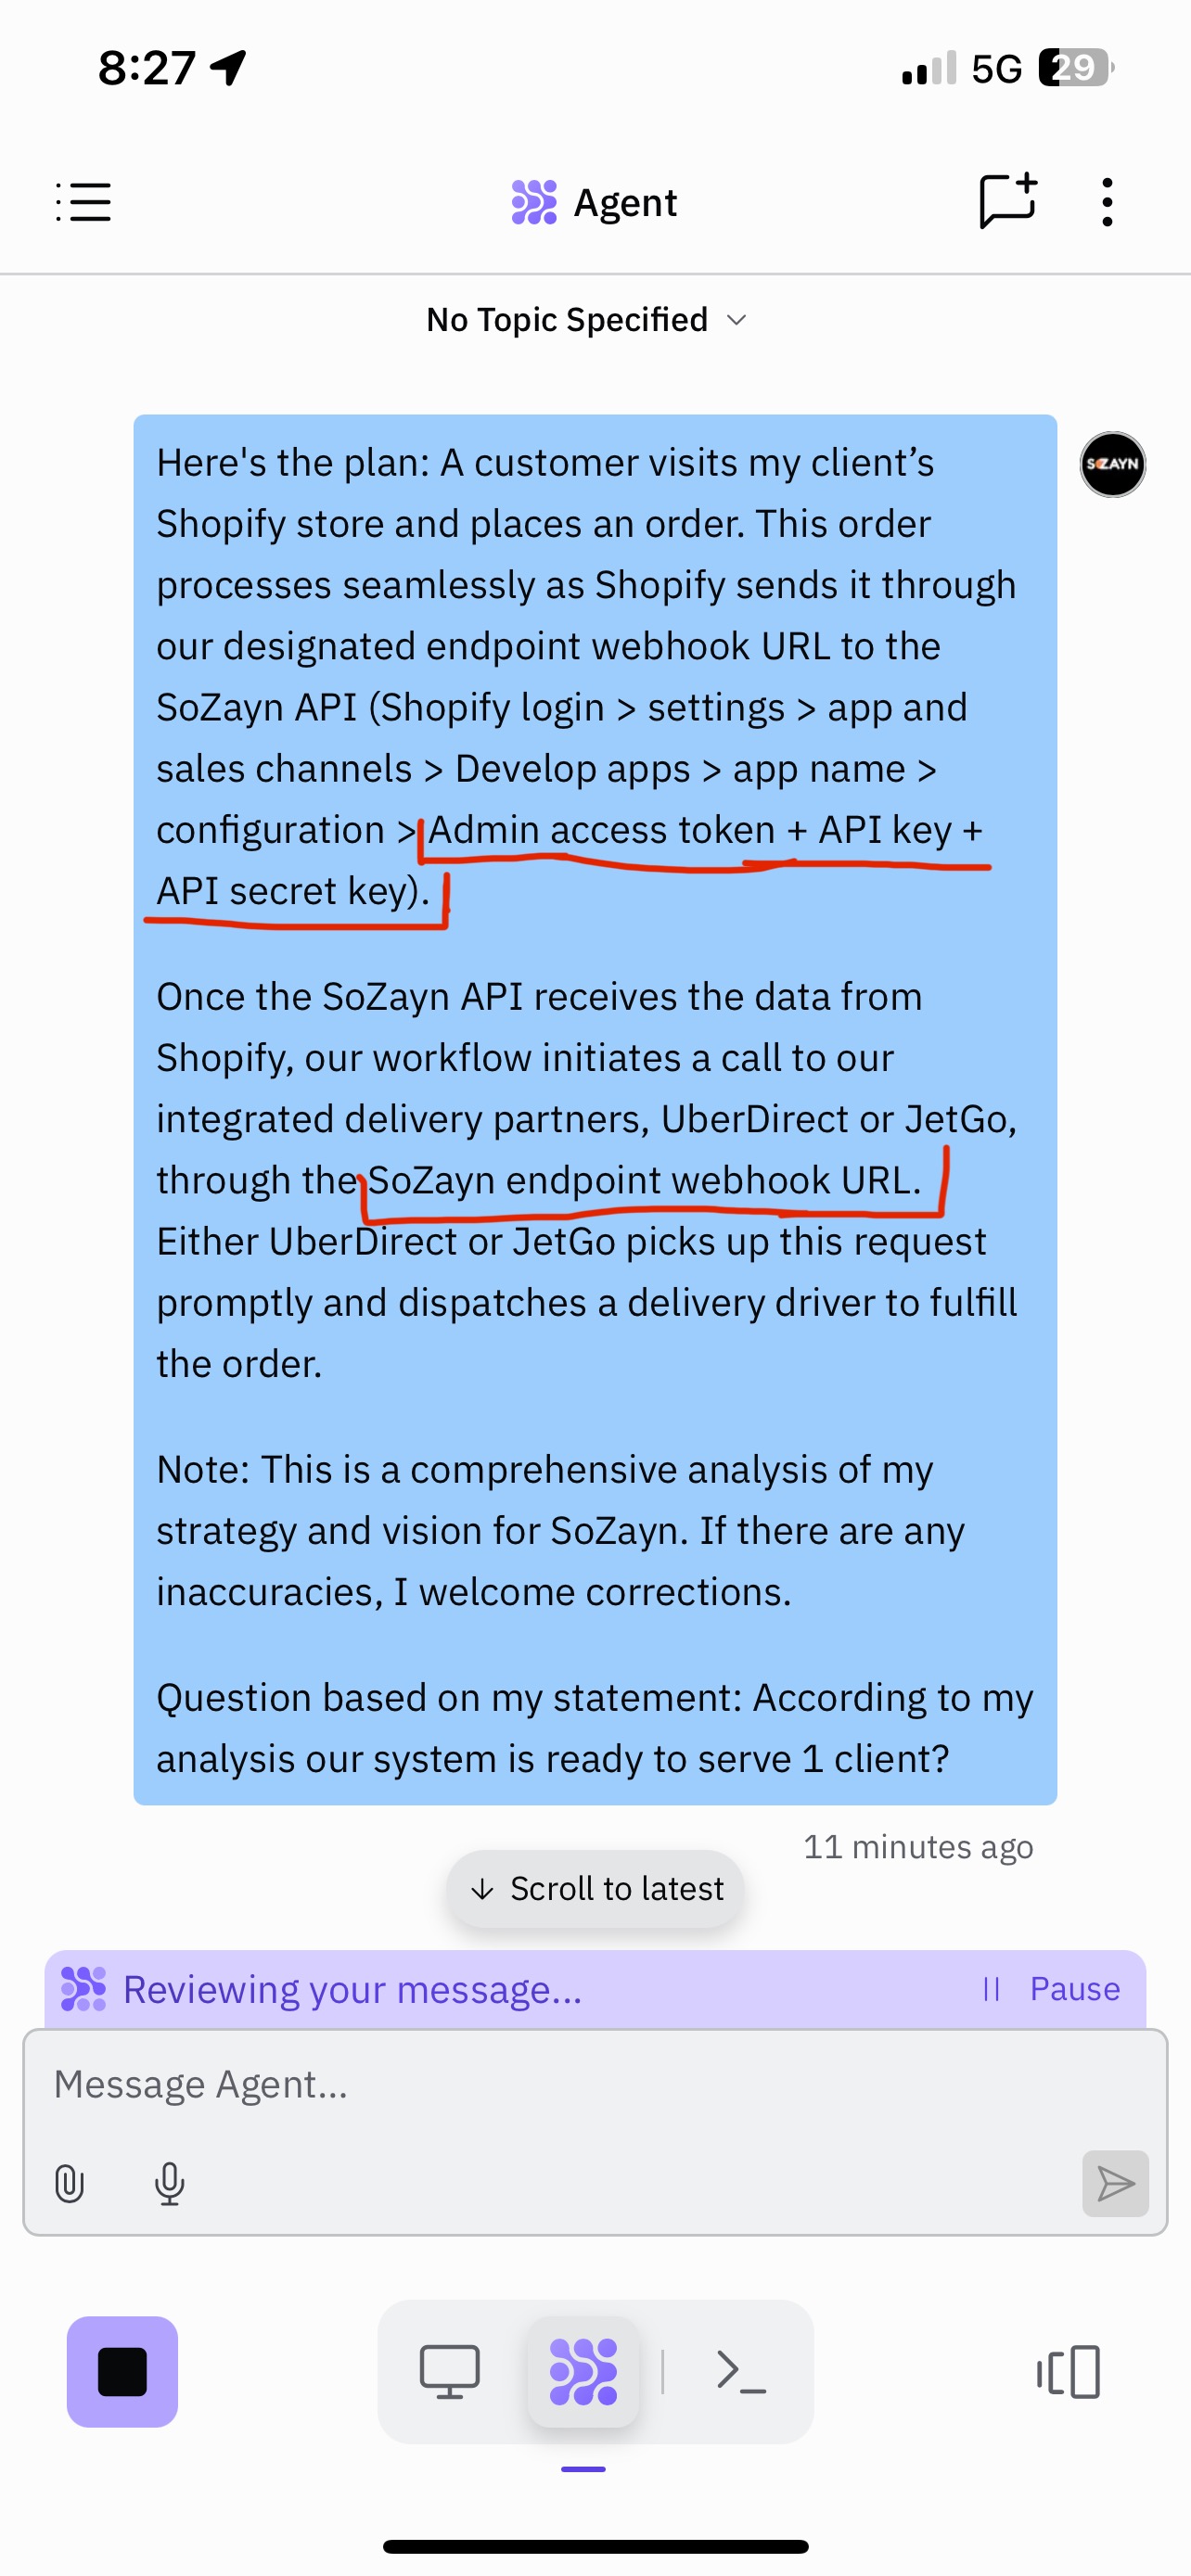 8:27
5G
29
Agent
No Topic Specified
Here's the plan: A customer visits my client’s
Shopify store and places an order. This order
processes seamlessly as Shopify sends it through
our designated endpoint webhook URL to the
SoZayn API (Shopify login > settings > app and
sales channels > Develop apps > app name >
configuration > Admin access token + API key +
API secret key).
SOZAYN
Once the SoZayn API receives the data from
Shopify, our workflow initiates a call to our
integrated delivery partners, UberDirect or JetGo,
through the SoZayn endpoint webhook URL.
Either UberDirect or JetGo picks up this request
promptly and dispatches a delivery driver to fulfill
the order.
Note: This is a comprehensive analysis of my
strategy and vision for SoZayn. If there are any
inaccuracies, I welcome corrections.
Question based on my statement: According to my
analysis our system is ready to serve 1 client?
11 minutes ago
Scroll to latest
Reviewing your message...
Pause
Message Agent...